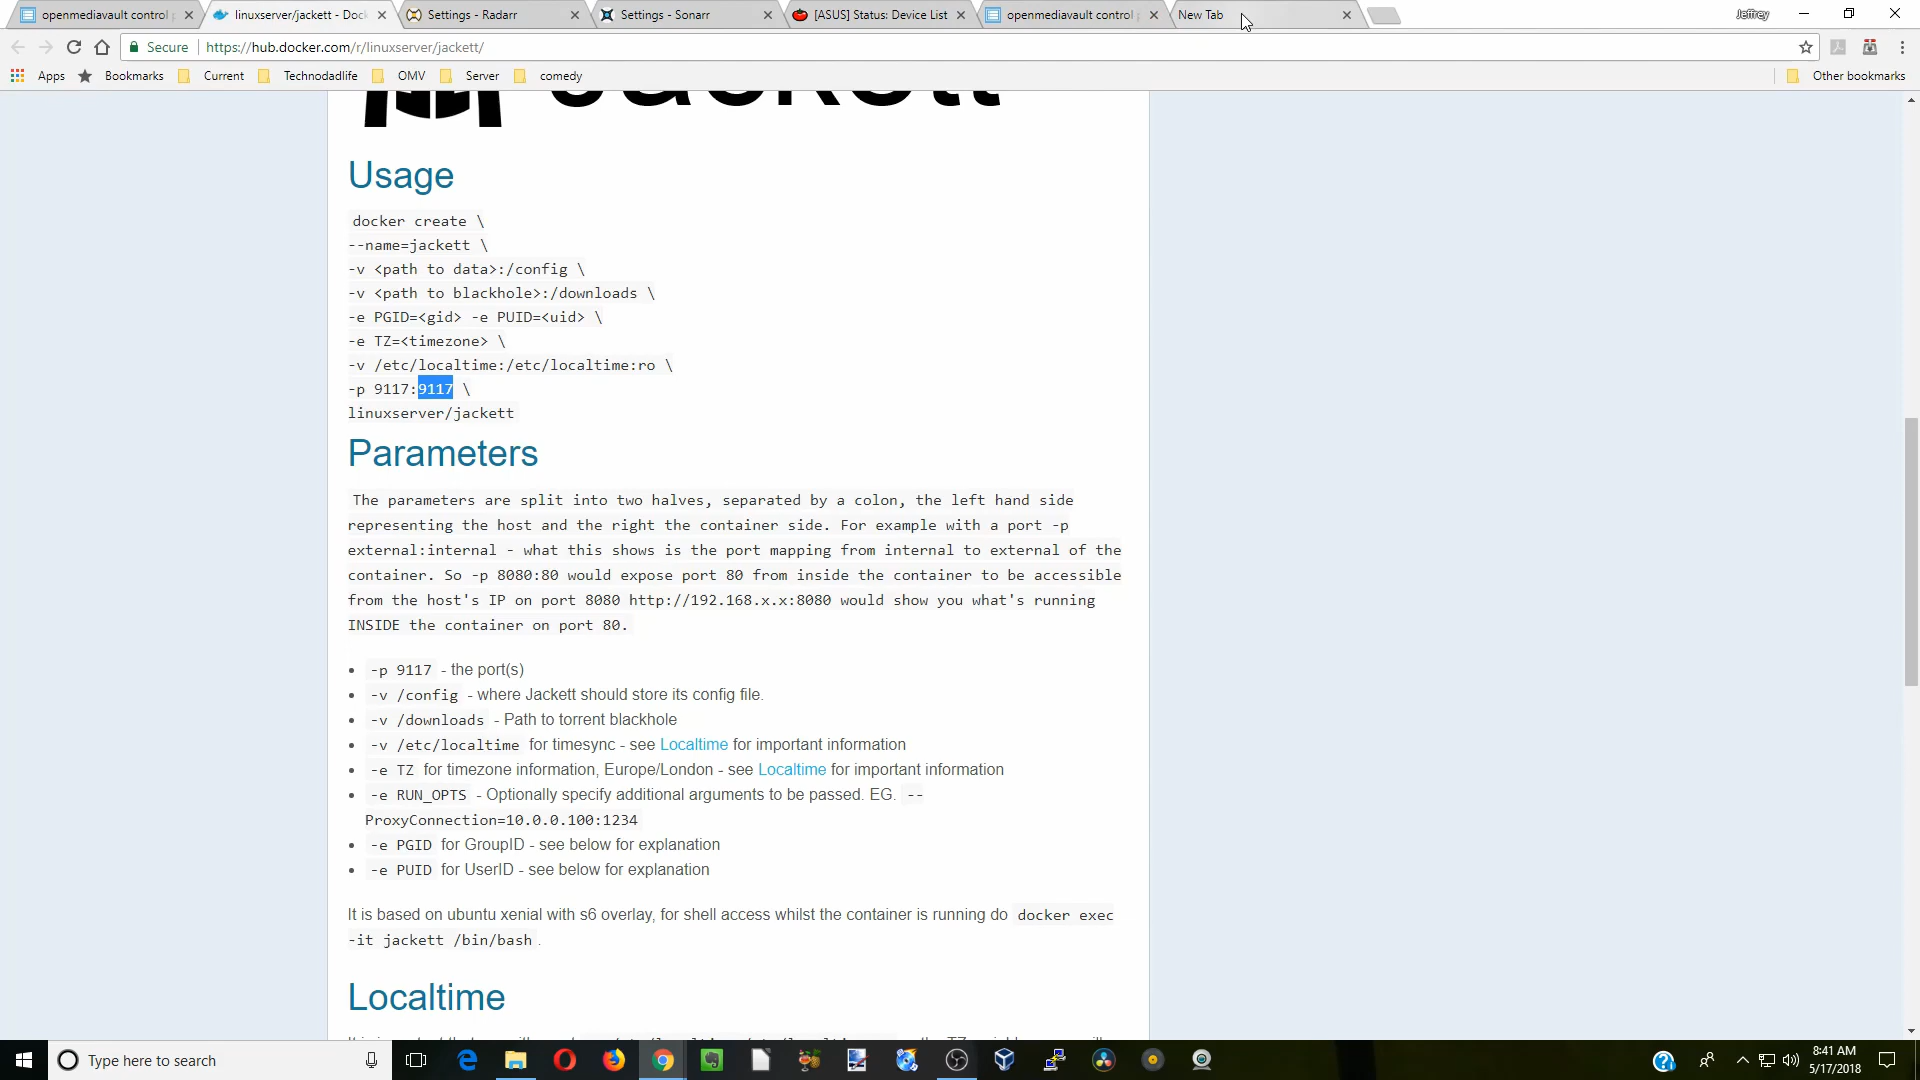 openmediavault control p
linuxserver/jackett - Doc
Settings - Radarr
Settings - Sonarr
[ASUS] Status: Device List
openmediavault control p
New Tab
Jeffrey
Secure
https://hub.docker.com/r/linuxserver/jackett/
Apps
Bookmarks
Current
Technodadlife
OMV
Server
comedy
Other bookmarks
Jackett
Usage
docker create \
--name=jackett \
-v <path to data>:/config \
-v <path to blackhole>:/downloads \
-e PGID=<gid> -e PUID=<uid> \
-e TZ=<timezone> \
-v /etc/localtime:/etc/localtime:ro \
-p 9117:9117 \
linuxserver/jackett
Parameters
The parameters are split into two halves, separated by a colon, the left hand side
representing the host and the right the container side. For example with a port -p
external:internal - what this shows is the port mapping from internal to external of the
container. So -p 8080:80 would expose port 80 from inside the container to be accessible
from the host's IP on port 8080 http://192.168.x.x:8080 would show you what's running
INSIDE the container on port 80.
-p 9117 - the port(s)
-v /config - where Jackett should store its config file.
-v /downloads - Path to torrent blackhole
-v /etc/localtime for timesync - see Localtime for important information
-e TZ for timezone information, Europe/London - see Localtime for important information
-e RUN_OPTS - Optionally specify additional arguments to be passed. EG. --
ProxyConnection=10.0.0.100:1234
-e PGID for GroupID - see below for explanation
-e PUID for UserID - see below for explanation
It is based on ubuntu xenial with s6 overlay, for shell access whilst the container is running do docker exec
-it jackett /bin/bash .
Localtime
Type here to search
8:41 AM
5/17/2018